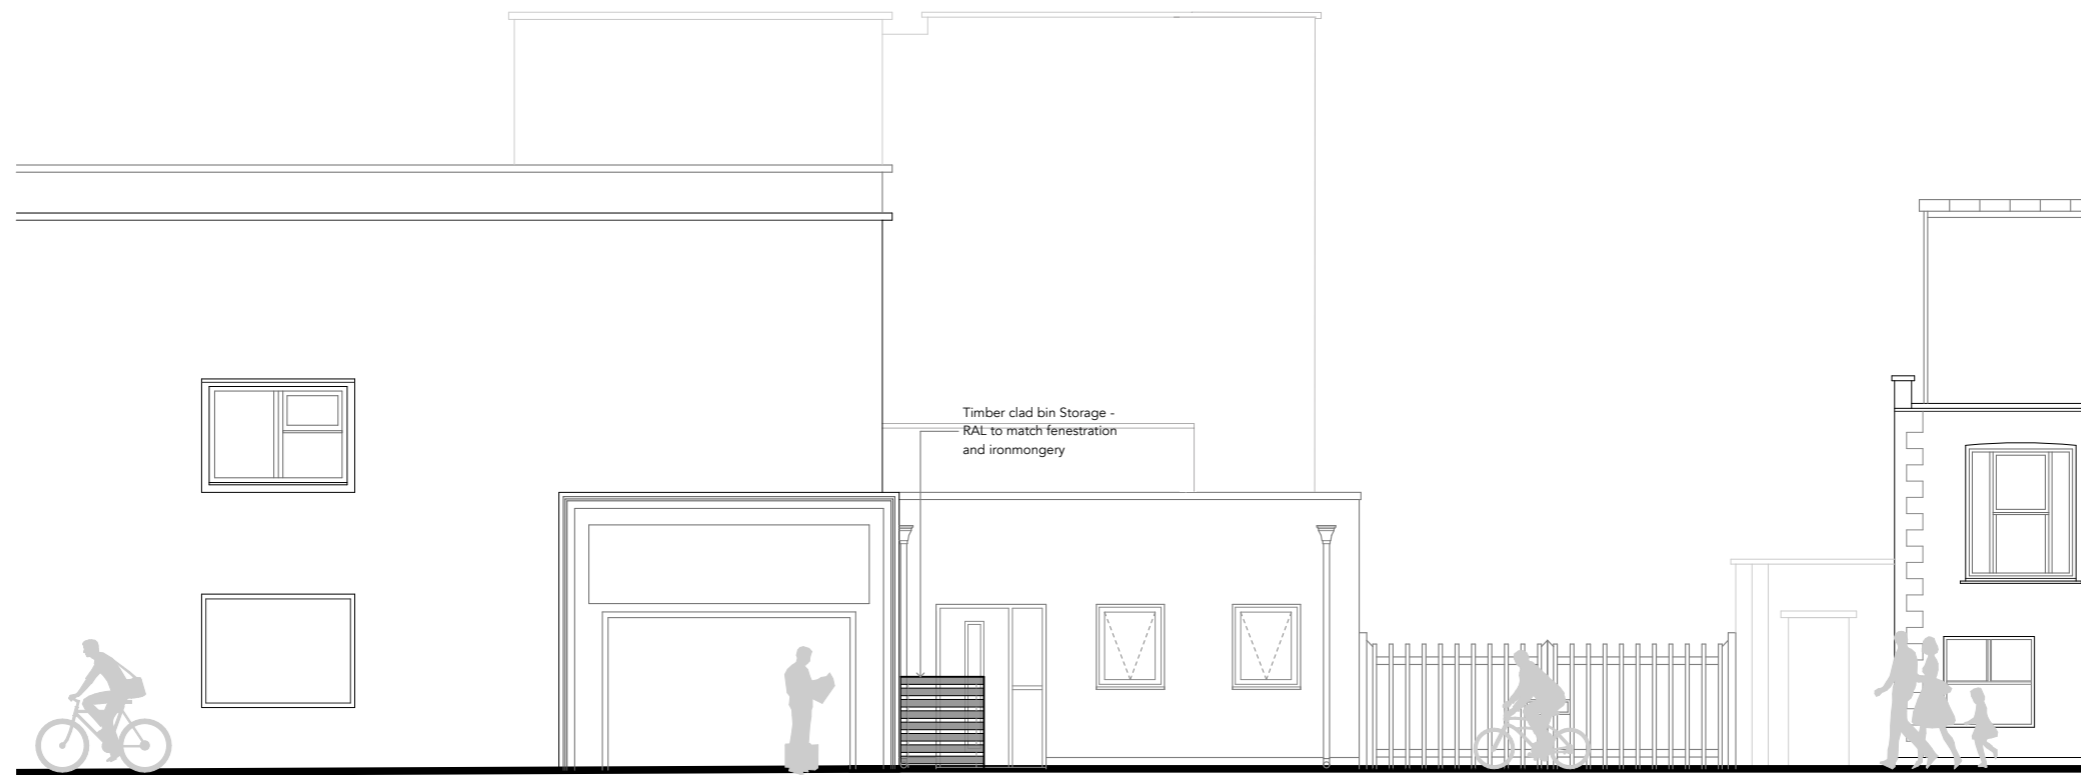 Timber clad bin Storage -
RAL to match fenestration
and ironmongery